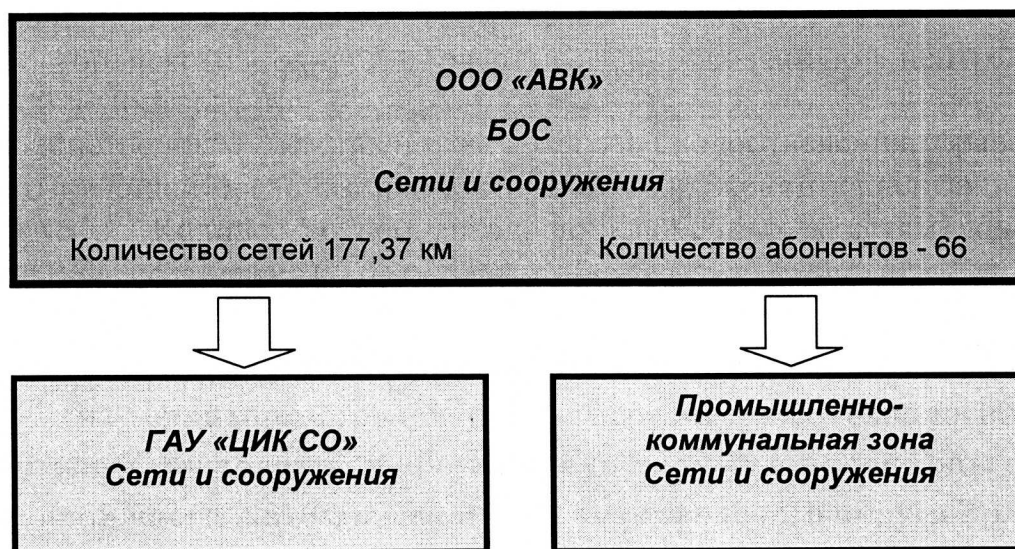 ООО «АВК»
БОС
Сети и сооружения
Количество сетей 177,37 км
Количество абонентов - 66
ГАУ «ЦИК СО»
Сети и сооружения
Промышленно-
коммунальная зона
Сети и сооружения